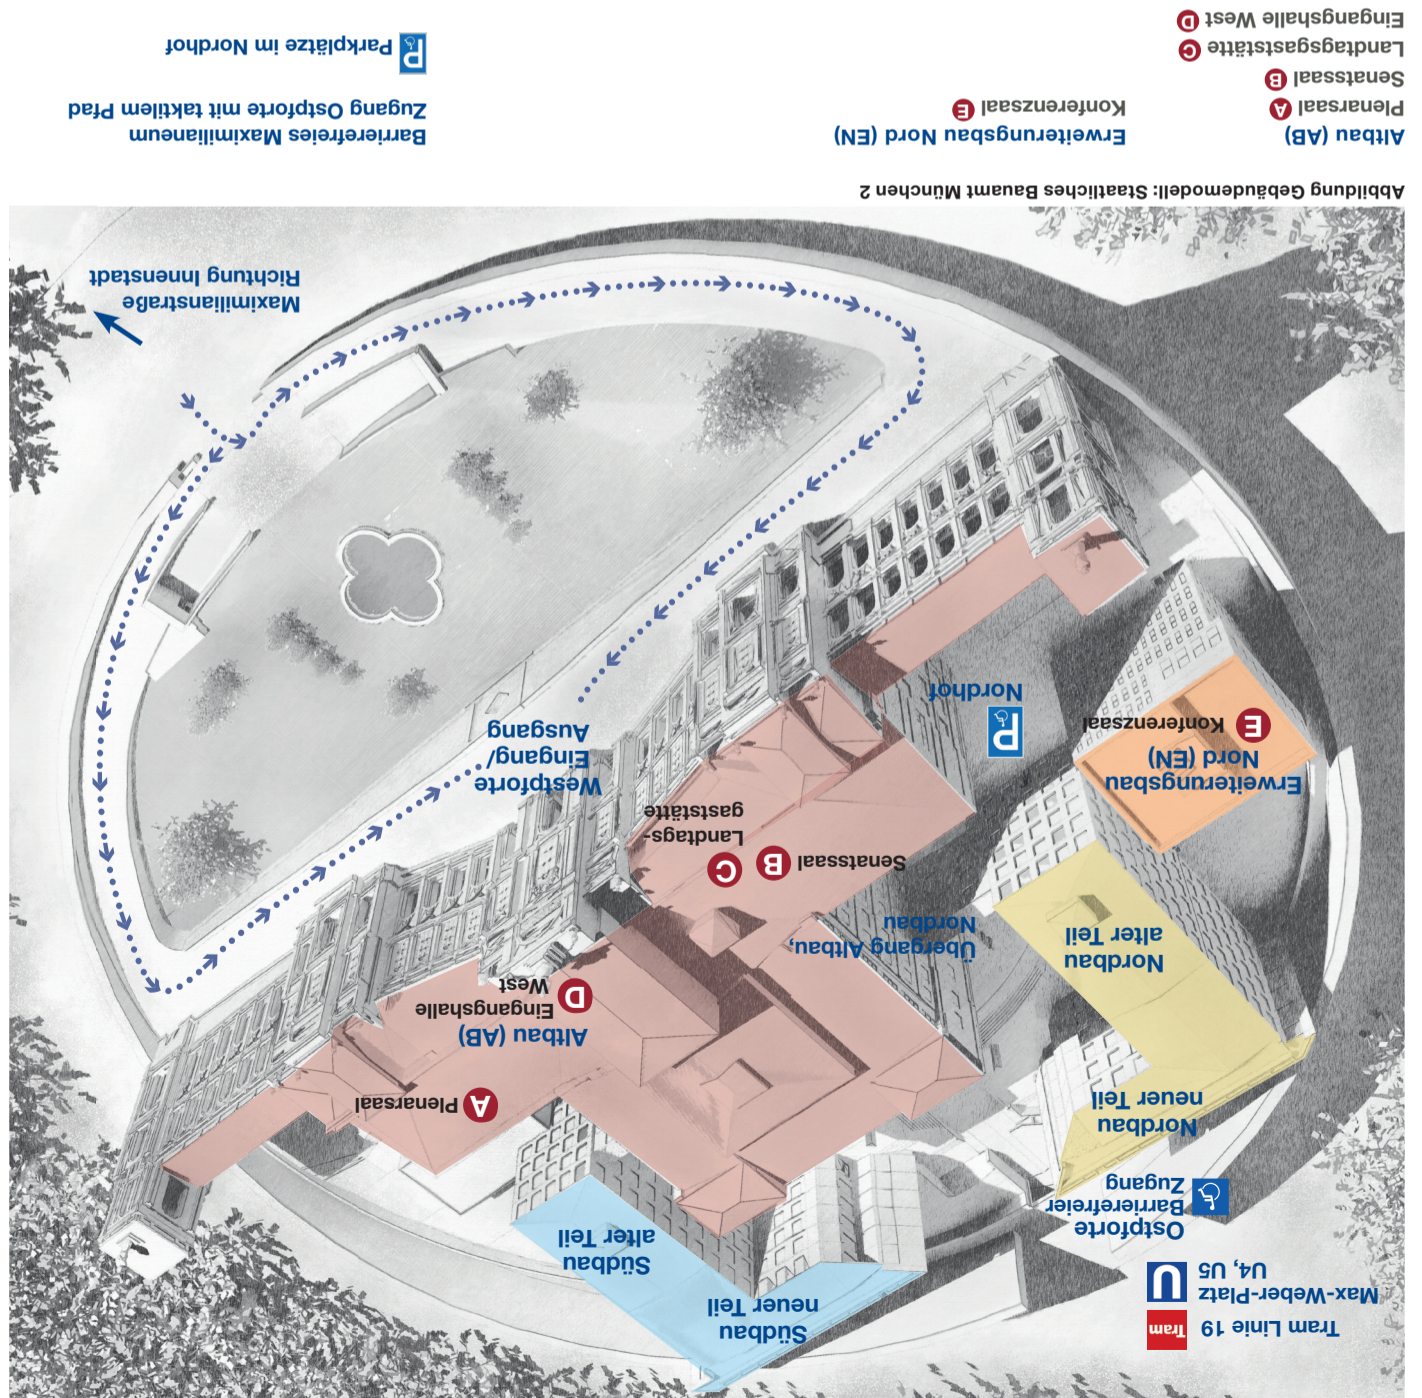 Tram Linie 19
Tram
Max-Weber-Platz
U4, U5
U
Ostpforte
Barrierefreier
Zugang
Südbau
neuer Teil
Südbau
alter Teil
Nordbau
neuer Teil
Nordbau
alter Teil
A Plenarsaal
Altbau (AB)
D Eingangshalle
West
Übergang Altbau,
Nordbau
Senatssaal B
C
Landtags-
gaststätte
Erweiterungsbau
Nord (EN)
E Konferenzsaal
P
Nordhof
Westpforte
Eingang/
Ausgang
Maximilianstraße
Richtung Innenstadt
Abbildung Gebäudemodell: Staatliches Bauamt München 2
Altbau (AB)
Plenarsaal A
Senatssaal B
Landtagsgaststätte C
Eingangshalle West D
Erweiterungsbau Nord (EN)
Konferenzsaal E
Barrierefreies Maximilianeum
Zugang Ostpforte mit taktilem Pfad
P Parkplätze im Nordhof